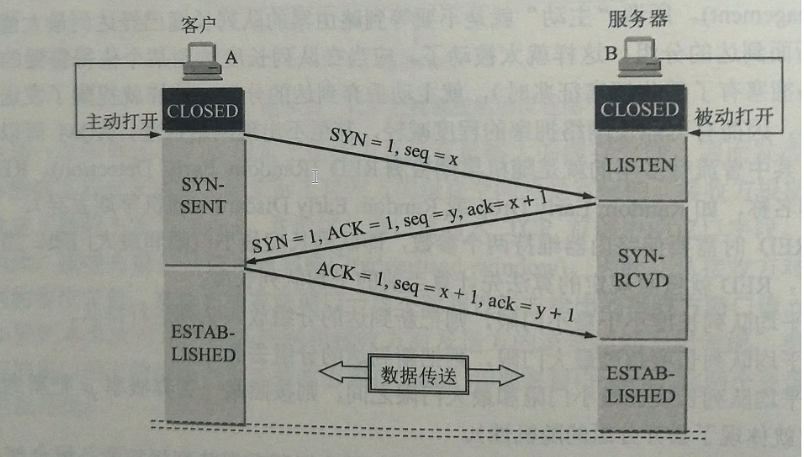 客户
服务器
A
B
CLOSED
CLOSED
主动打开
被动打开
SYN = 1, seq = x
LISTEN
SYN-
SENT
SYN = 1, ACK = 1, seq = y, ack= x + 1
SYN-
RCVD
ACK = 1, seq = x + 1, ack = y + 1
ESTAB-
LISHED
数据传送
ESTAB-
LISHED